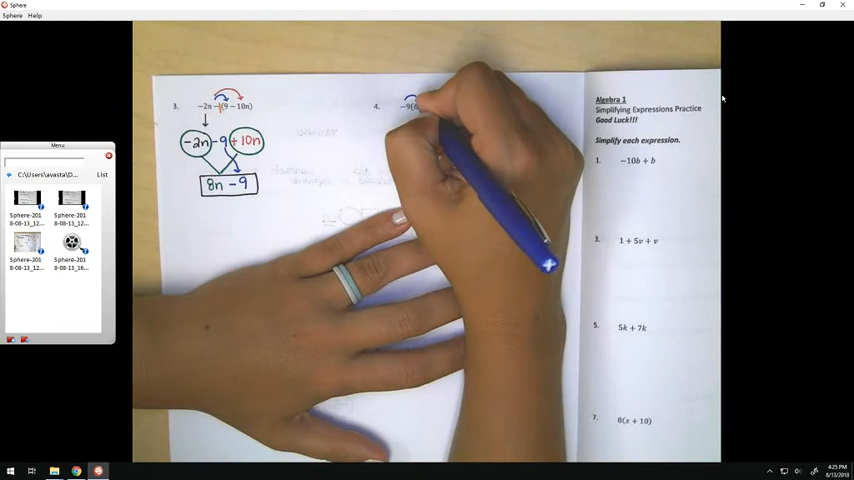 Sphere
Sphere Help
Menu
C:\Users\avasta\D...
List
Sphere-201
8-08-13_12...
Sphere-201
8-08-13_12...
Sphere-201
8-08-13_12...
Sphere-201
8-08-13_16...
3. −2n −1(9 − 10n)
-2n -9 +10n
8n -9
4. −9(
Algebra 1
Simplifying Expressions Practice
Good Luck!!!
Simplify each expression.
1. −10b + b
3. 1 + 5v + v
5. 5k + 7k
7. 8(x + 10)
4:25 PM
8/13/2018